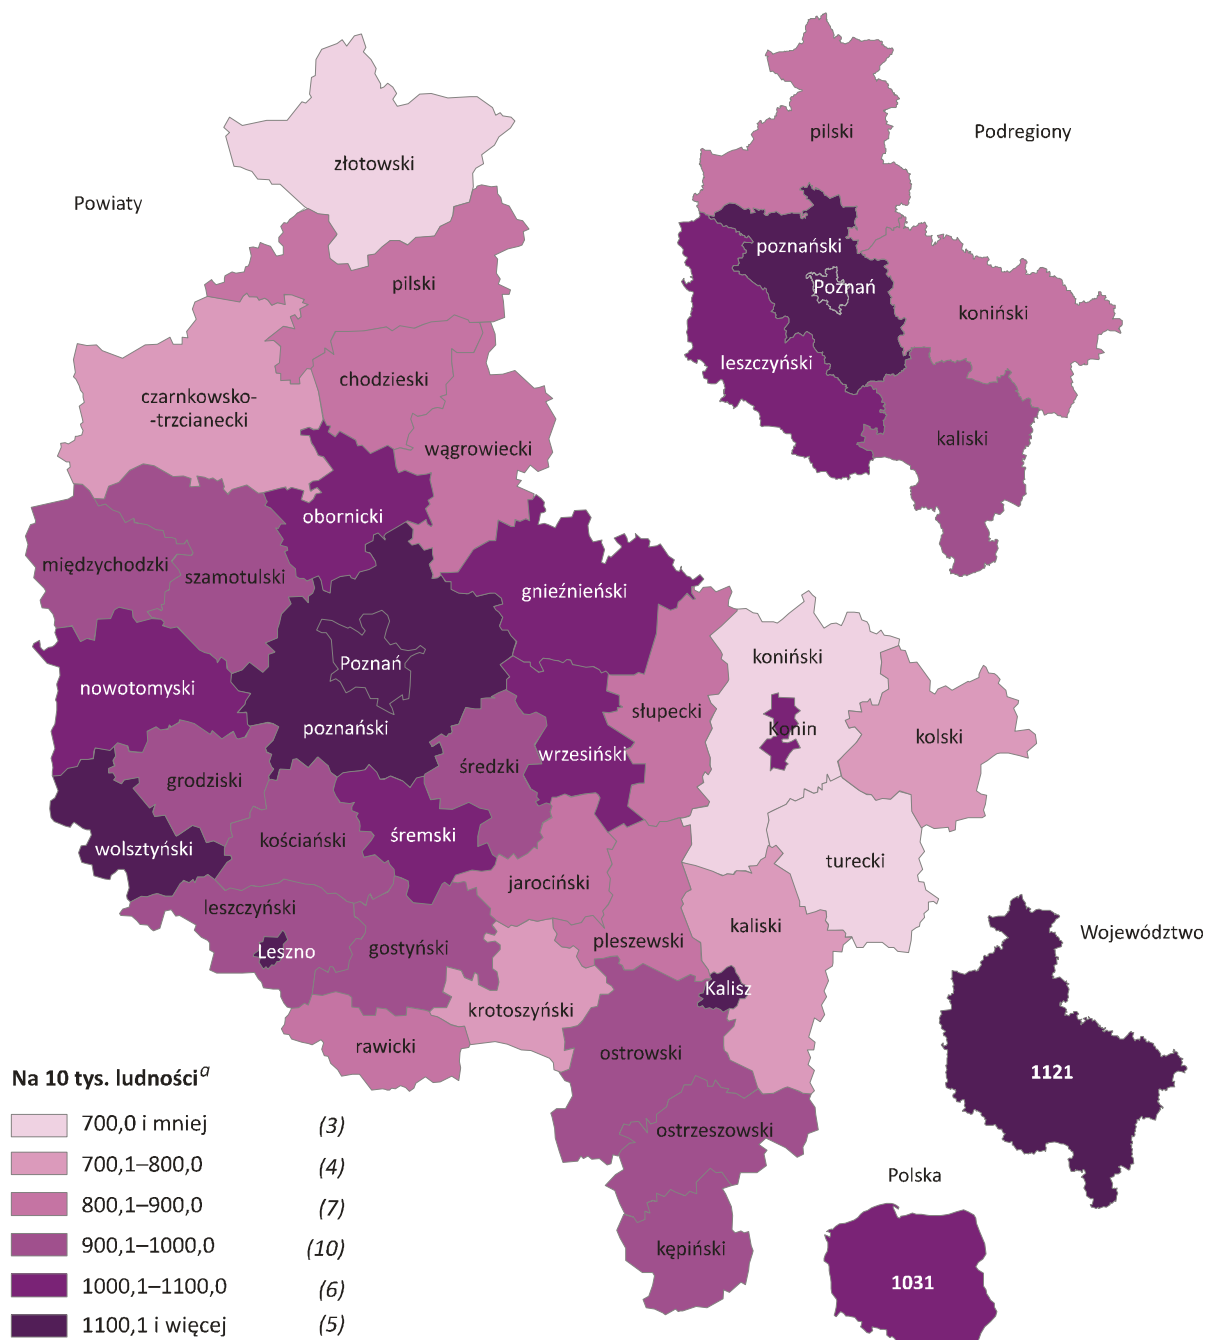 Podregiony
pilski
poznański
Poznań
koniński
leszczyński
kaliski
Powiaty
złotowski
pilski
chodzieski
czarnkowsko-
-trzcianecki
wągrowiecki
obornicki
międzychodzki
szamotulski
gnieźnieński
Poznań
koniński
nowotomyski
poznański
słupecki
Konin
kolski
grodziski
średzki
wrzesiński
wolsztyński
kościański
śremski
turecki
jarociński
leszczyński
Leszno
gostyński
pleszewski
kaliski
Kalisz
krotoszyński
rawicki
ostrowski
ostrzeszowski
kępiński
Województwo
1121
Polska
1031
Na 10 tys. ludności a
700,0 i mniej (3)
700,1–800,0 (4)
800,1–900,0 (7)
900,1–1000,0 (10)
1000,1–1100,0 (6)
1100,1 i więcej (5)